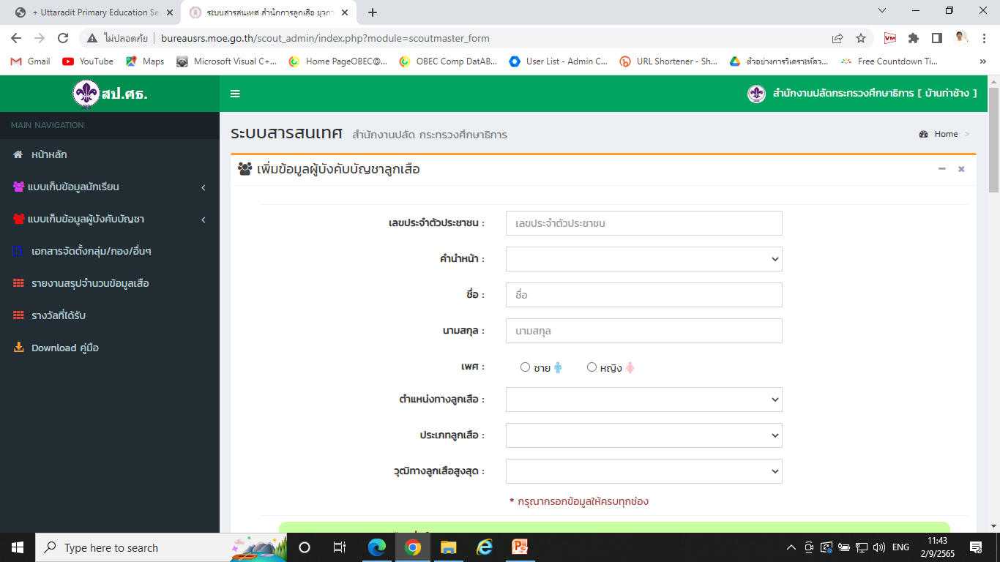 + Uttaradit Primary Education Se
ระบบสารสนเทศ สำนักการลูกเสือ ยุวกา
ไม่ปลอดภัย
bureausrs.moe.go.th/scout_admin/index.php?module=scoutmaster_form
Gmail
YouTube
Maps
Microsoft Visual C+...
Home PageOBEC@...
OBEC Comp DatAB...
User List - Admin C...
URL Shortener - Sh...
ตัวอย่างการวิเคราะห์คว...
Free Countdown Ti...
สป.ศธ.
สำนักงานปลัดกระทรวงศึกษาธิการ [ บ้านท่าช้าง ]
MAIN NAVIGATION
หน้าหลัก
แบบเก็บข้อมูลนักเรียน
แบบเก็บข้อมูลผู้บังคับบัญชา
เอกสารจัดตั้งกลุ่ม/กอง/อื่นๆ
รายงานสรุปจำนวนข้อมูลเสือ
รางวัลที่ได้รับ
Download คู่มือ
ระบบสารสนเทศ สำนักงานปลัด กระทรวงศึกษาธิการ
Home >
เพิ่มข้อมูลผู้บังคับบัญชาลูกเสือ
เลขประจำตัวประชาชน : เลขประจำตัวประชาชน
คำนำหน้า :
ชื่อ : ชื่อ
นามสกุล : นามสกุล
เพศ : ชาย หญิง
ตำแหน่งทางลูกเสือ :
ประเภทลูกเสือ :
วุฒิทางลูกเสือสูงสุด :
* กรุณากรอกข้อมูลให้ครบทุกช่อง
Type here to search
ENG
11:43
2/9/2565